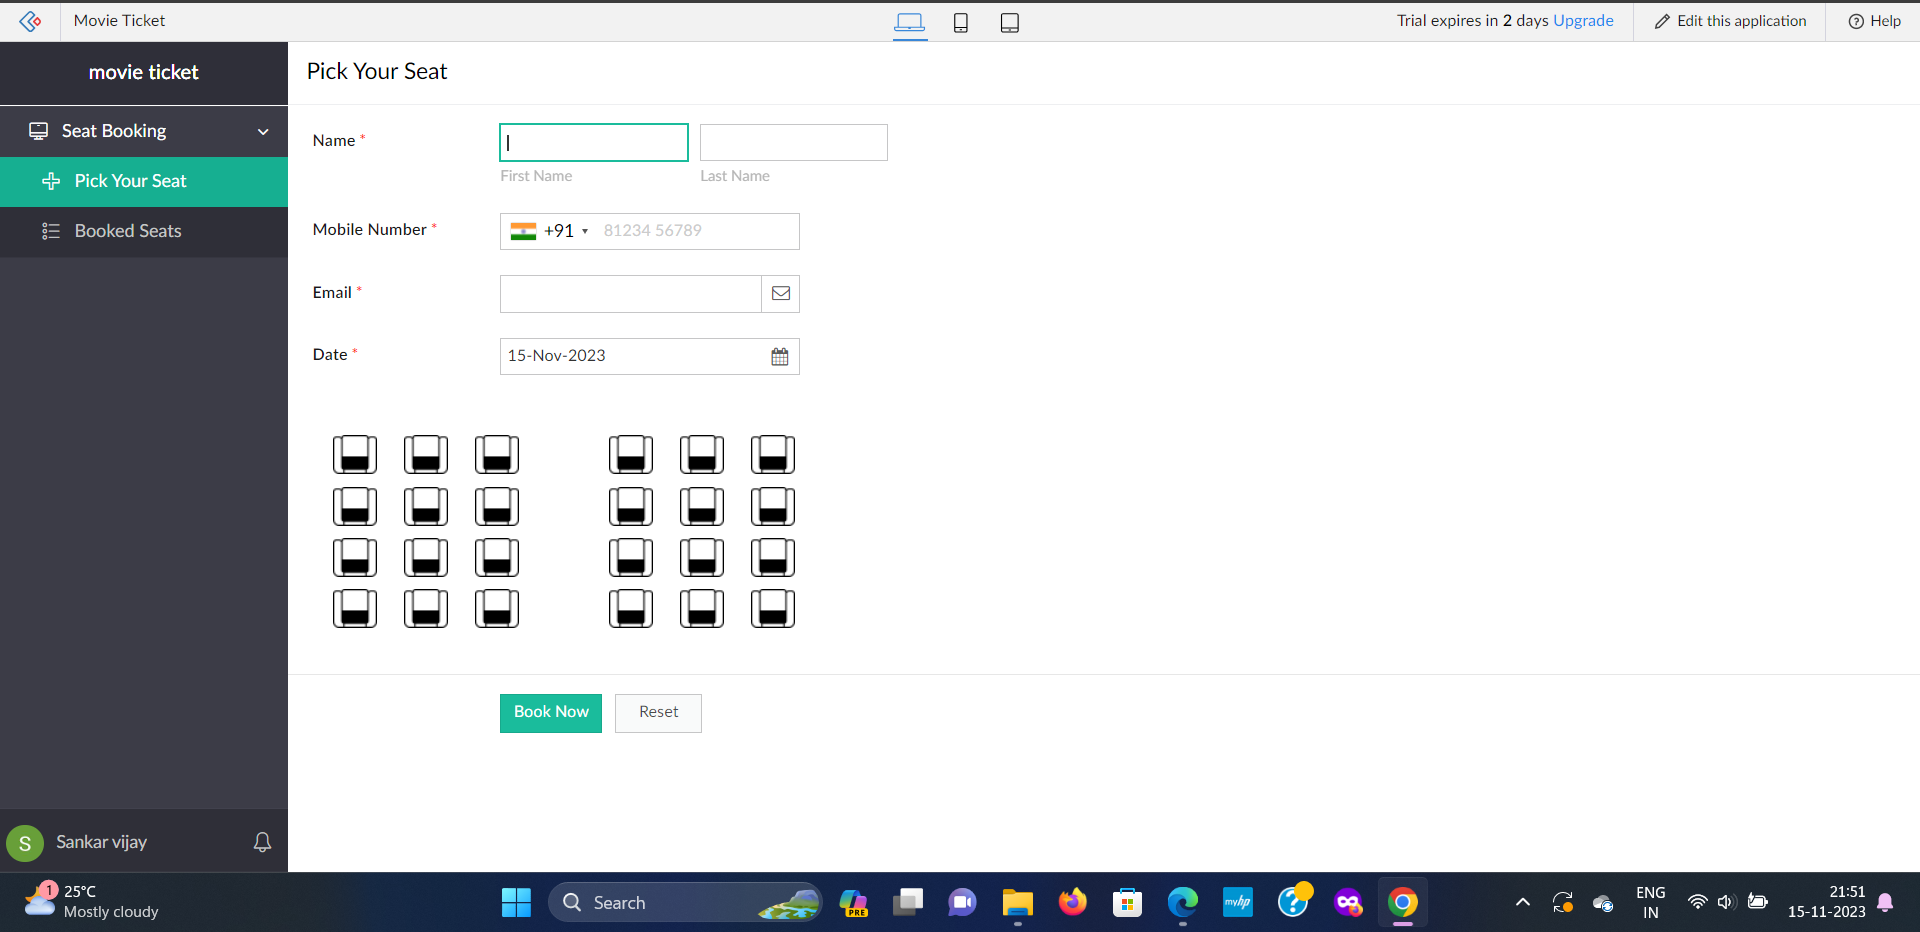 Movie Ticket
Trial expires in 2 days Upgrade
Edit this application
Help
movie ticket
Pick Your Seat
Seat Booking
Pick Your Seat
Booked Seats
Name *
First Name
Last Name
Mobile Number *
+91
81234 56789
Email *
Date *
15-Nov-2023
Book Now
Reset
S
Sankar vijay
1
25°C
Mostly cloudy
Search
PRE
myhp
ENG
IN
21:51
15-11-2023